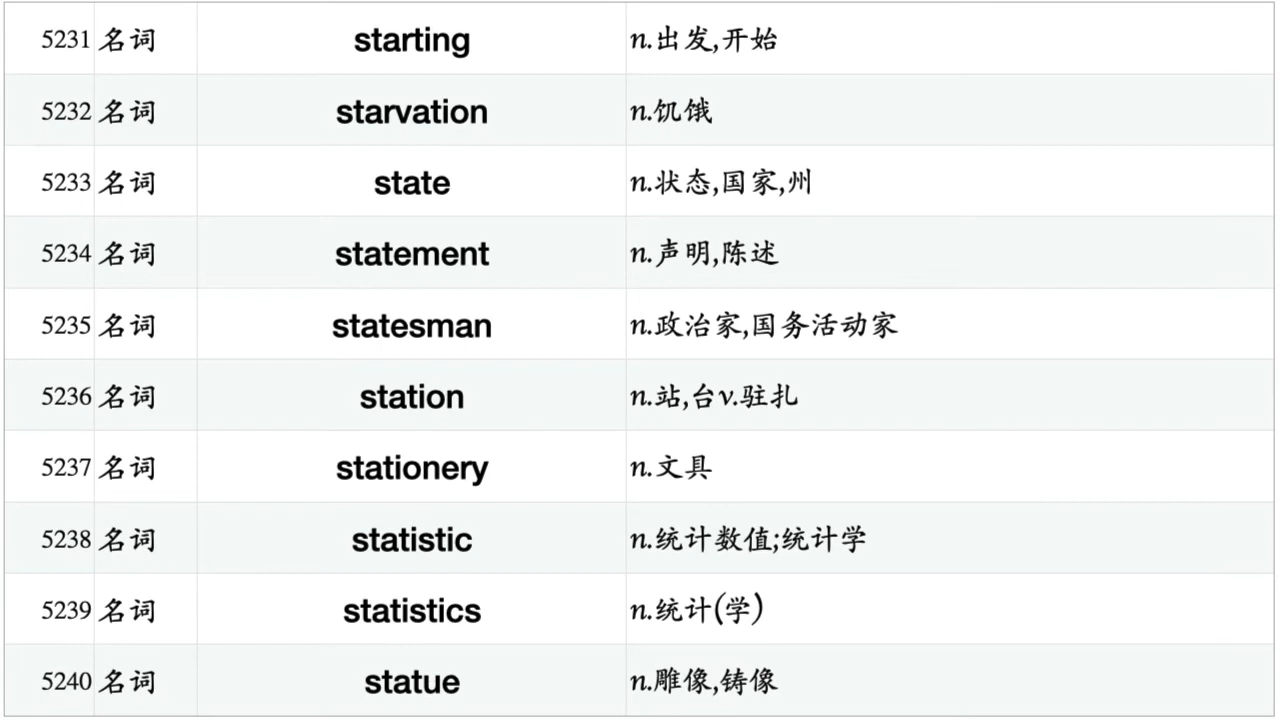 5231 名词 starting n.出发,开始
5232 名词 starvation n.饥饿
5233 名词 state n.状态,国家,州
5234 名词 statement n.声明,陈述
5235 名词 statesman n.政治家,国务活动家
5236 名词 station n.站,台v.驻扎
5237 名词 stationery n.文具
5238 名词 statistic n.统计数值;统计学
5239 名词 statistics n.统计(学)
5240 名词 statue n.雕像,铸像